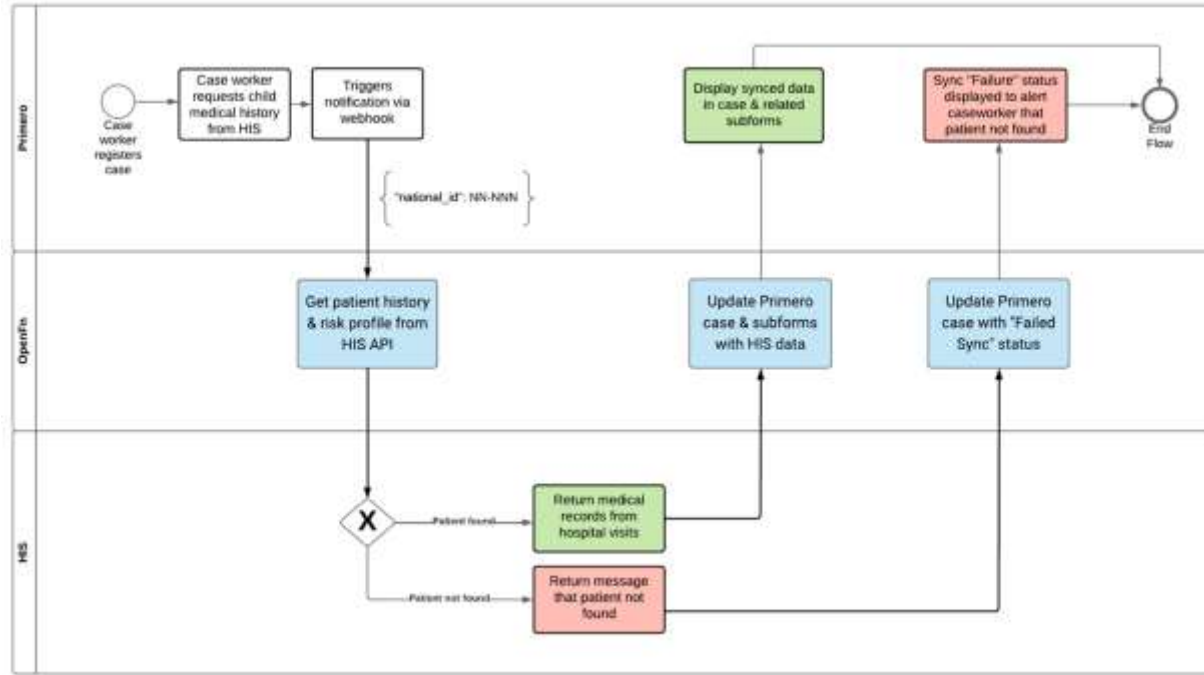 Primero
Case
worker
registers
case
Case worker
requests child
medical history
from HIS
Triggers
notification via
webhook
Display synced data
in case & related
subforms
Sync "Failure" status
displayed to alert
caseworker that
patient not found
End
Flow
{ "national_id": NN-NNN }
OpenFn
Get patient history
& risk profile from
HIS API
Update Primero
case & subforms
with HIS data
Update Primero
case with "Failed
Sync" status
HIS
X
Patient found
Return medical
records from
hospital visits
Patient not found
Return message
that patient not
found